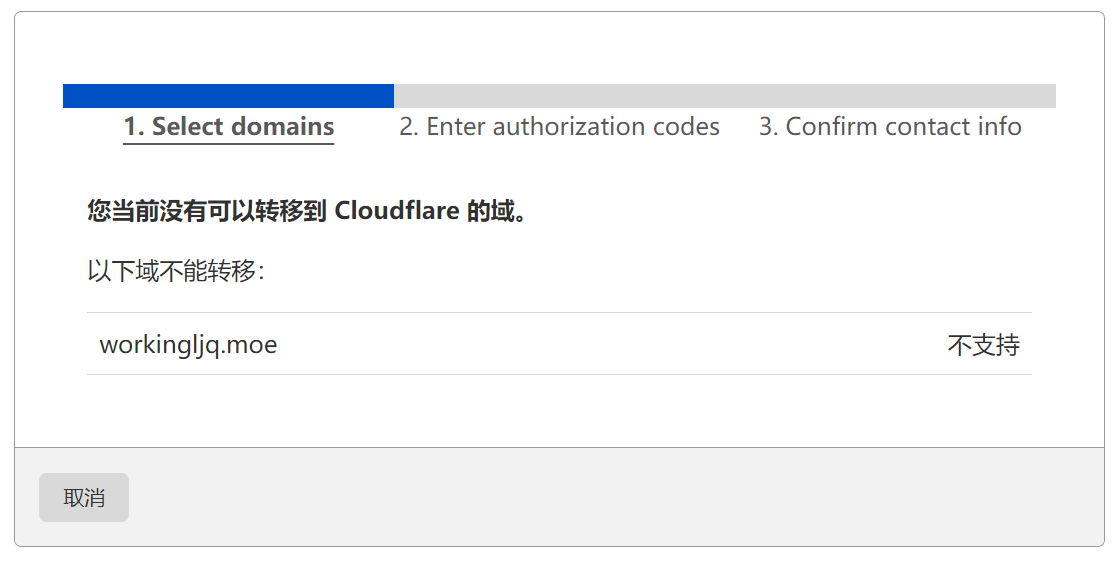 1. Select domains
2. Enter authorization codes
3. Confirm contact info
您当前没有可以转移到 Cloudflare 的域。
以下域不能转移：
workingljq.moe 不支持
取消